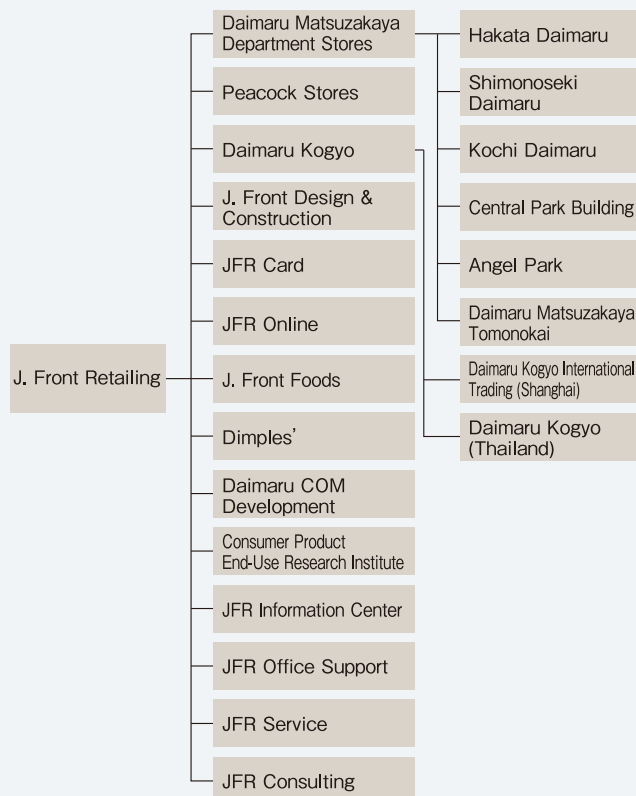 J. Front Retailing
Daimaru Matsuzakaya
Department Stores
Peacock Stores
Daimaru Kogyo
J. Front Design &
Construction
JFR Card
JFR Online
J. Front Foods
Dimples'
Daimaru COM
Development
Consumer Product
End-Use Research Institute
JFR Information Center
JFR Office Support
JFR Service
JFR Consulting
Hakata Daimaru
Shimonoseki
Daimaru
Kochi Daimaru
Central Park Building
Angel Park
Daimaru Matsuzakaya
Tomonokai
Daimaru Kogyo International
Trading (Shanghai)
Daimaru Kogyo
(Thailand)